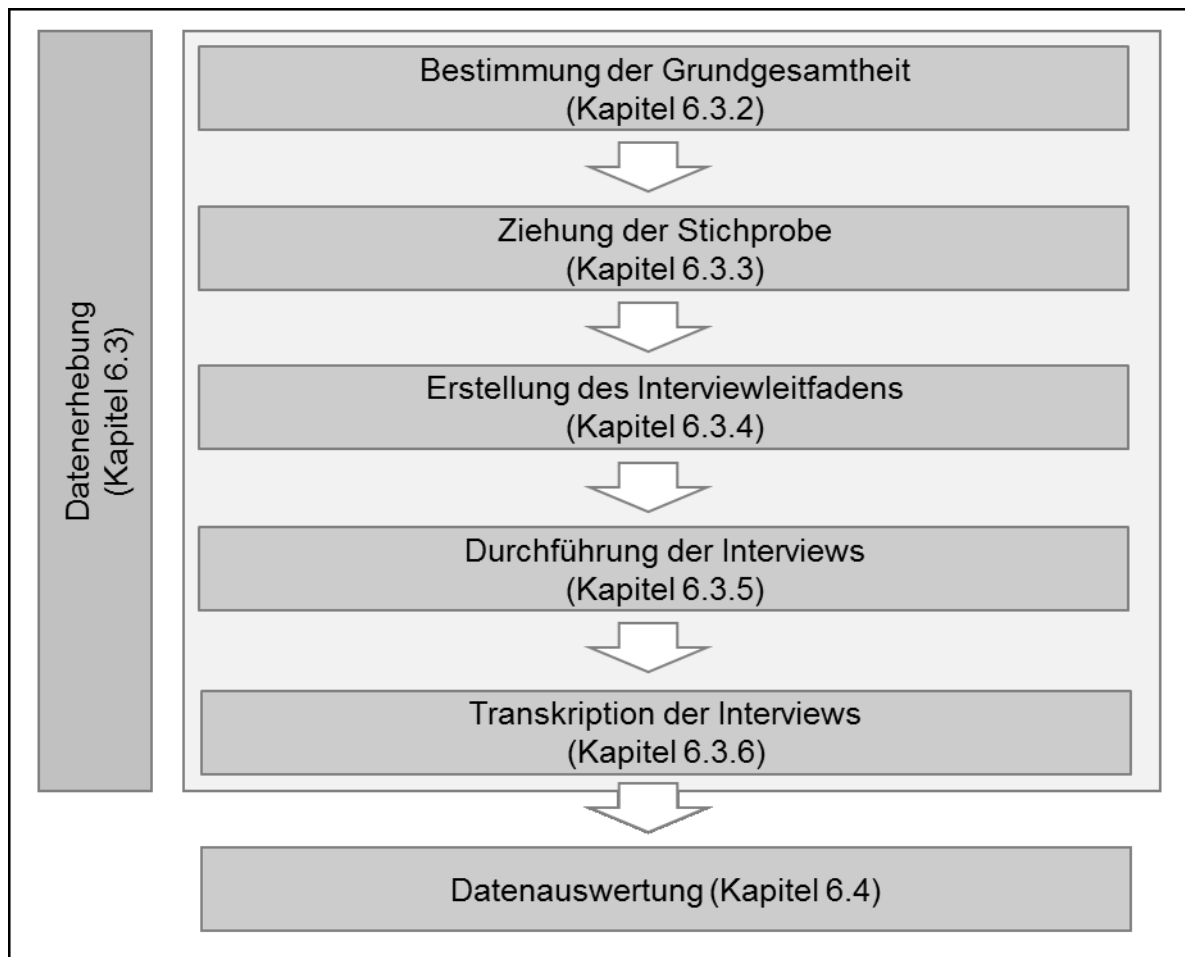 Datenerhebung
(Kapitel 6.3)
Bestimmung der Grundgesamtheit
(Kapitel 6.3.2)
Ziehung der Stichprobe
(Kapitel 6.3.3)
Erstellung des Interviewleitfadens
(Kapitel 6.3.4)
Durchführung der Interviews
(Kapitel 6.3.5)
Transkription der Interviews
(Kapitel 6.3.6)
Datenauswertung (Kapitel 6.4)